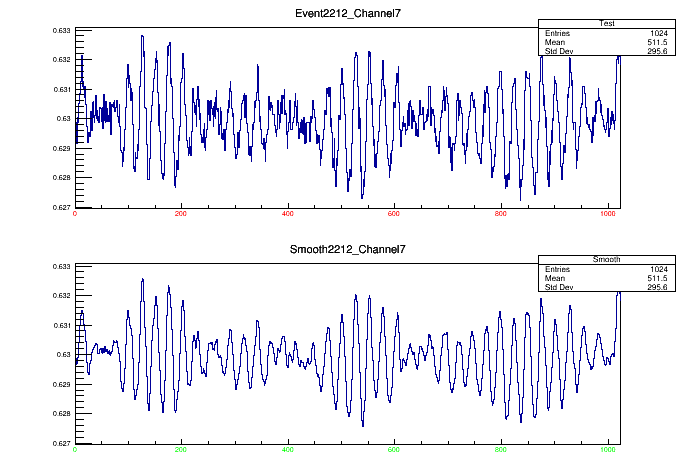 Event2212_Channel7
Test
Entries 1024
Mean 511.5
Std Dev 295.6
0.633
0.632
0.631
0.63
0.629
0.628
0.627
0 200 400 600 800 1000
Smooth2212_Channel7
Smooth
Entries 1024
Mean 511.5
Std Dev 295.6
0.633
0.632
0.631
0.63
0.629
0.628
0.627
0 200 400 600 800 1000